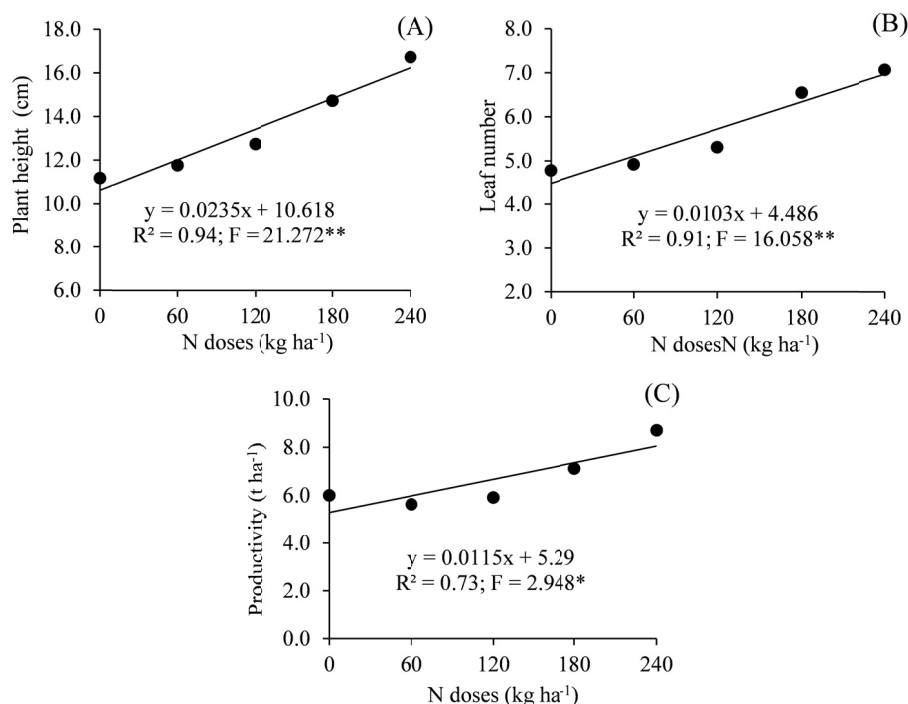 (A)
Plant height (cm)
18.0
16.0
14.0
12.0
10.0
8.0
6.0
y = 0.0235x + 10.618
R² = 0.94; F = 21.272**
0 60 120 180 240
N doses (kg ha⁻¹)
(B)
Leaf number
8.0
7.0
6.0
5.0
4.0
3.0
2.0
y = 0.0103x + 4.486
R² = 0.91; F = 16.058**
0 60 120 180 240
N dosesN (kg ha⁻¹)
(C)
Productivity (t ha⁻¹)
10.0
8.0
6.0
4.0
2.0
0.0
y = 0.0115x + 5.29
R² = 0.73; F = 2.948*
0 60 120 180 240
N doses (kg ha⁻¹)